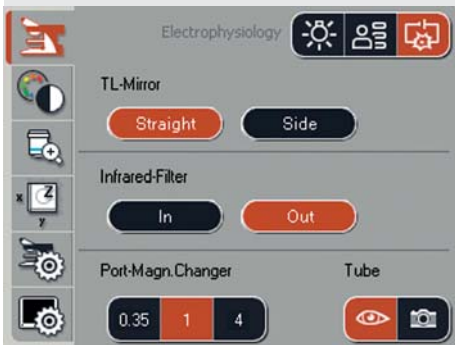 Electrophysiology
TL-Mirror
Straight Side
Infrared-Filter
In Out
Port-Magn.Changer Tube
0.35 1 4
x Z
y